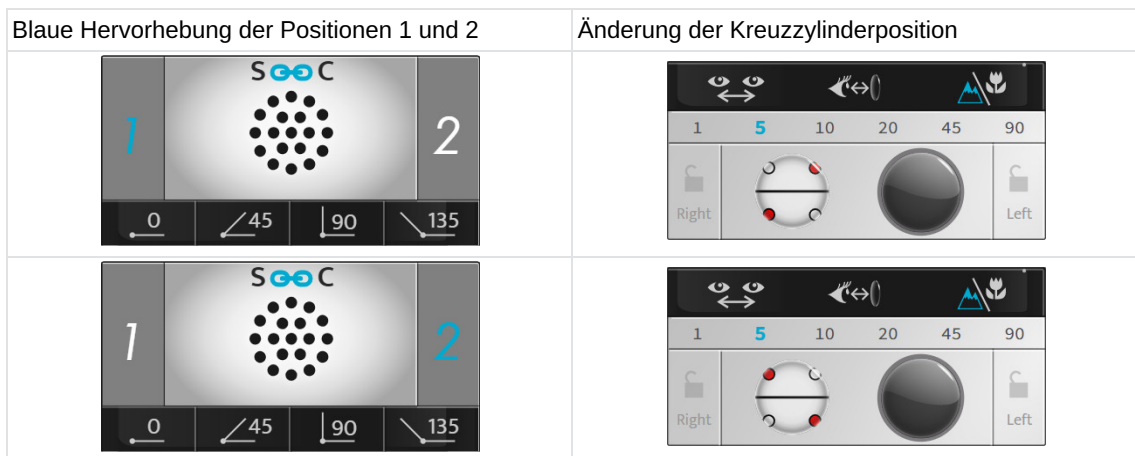 Blaue Hervorhebung der Positionen 1 und 2
Änderung der Kreuzzylinderposition
S C
1
2
0 45 90 135
1 5 10 20 45 90
Right
Left
S C
1
2
0 45 90 135
1 5 10 20 45 90
Right
Left